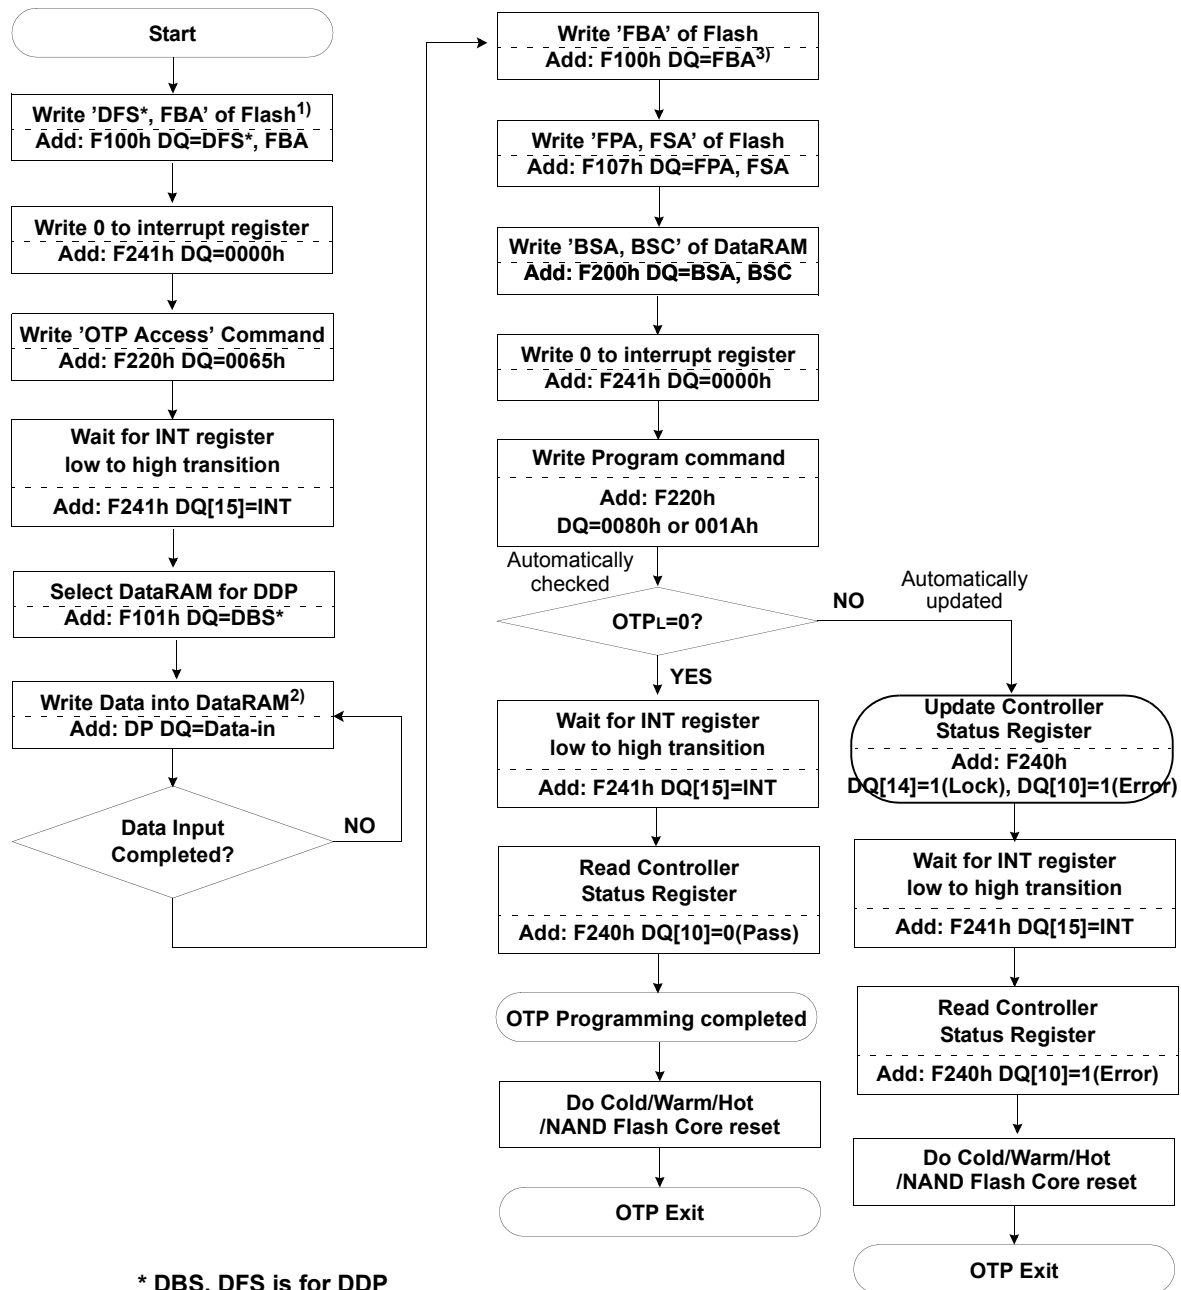 Start
Write ’DFS*, FBA’ of Flash1)
Add: F100h DQ=DFS*, FBA
Write 0 to interrupt register
Add: F241h DQ=0000h
Write ’OTP Access’ Command
Add: F220h DQ=0065h
Wait for INT register
low to high transition
Add: F241h DQ[15]=INT
Select DataRAM for DDP
Add: F101h DQ=DBS*
Write Data into DataRAM2)
Add: DP DQ=Data-in
Data Input
Completed?
NO
Write ’FBA’ of Flash
Add: F100h DQ=FBA3)
Write ’FPA, FSA’ of Flash
Add: F107h DQ=FPA, FSA
Write ’BSA, BSC’ of DataRAM
Add: F200h DQ=BSA, BSC
Write 0 to interrupt register
Add: F241h DQ=0000h
Write Program command
Add: F220h
DQ=0080h or 001Ah
Automatically
checked
OTPL=0?
YES
Wait for INT register
low to high transition
Add: F241h DQ[15]=INT
Read Controller
Status Register
Add: F240h DQ[10]=0(Pass)
OTP Programming completed
Do Cold/Warm/Hot
/NAND Flash Core reset
OTP Exit
NO
Automatically
updated
Update Controller
Status Register
Add: F240h
DQ[14]=1(Lock), DQ[10]=1(Error)
Wait for INT register
low to high transition
Add: F241h DQ[15]=INT
Read Controller
Status Register
Add: F240h DQ[10]=1(Error)
Do Cold/Warm/Hot
/NAND Flash Core reset
OTP Exit
* DBS, DFS is for DDP